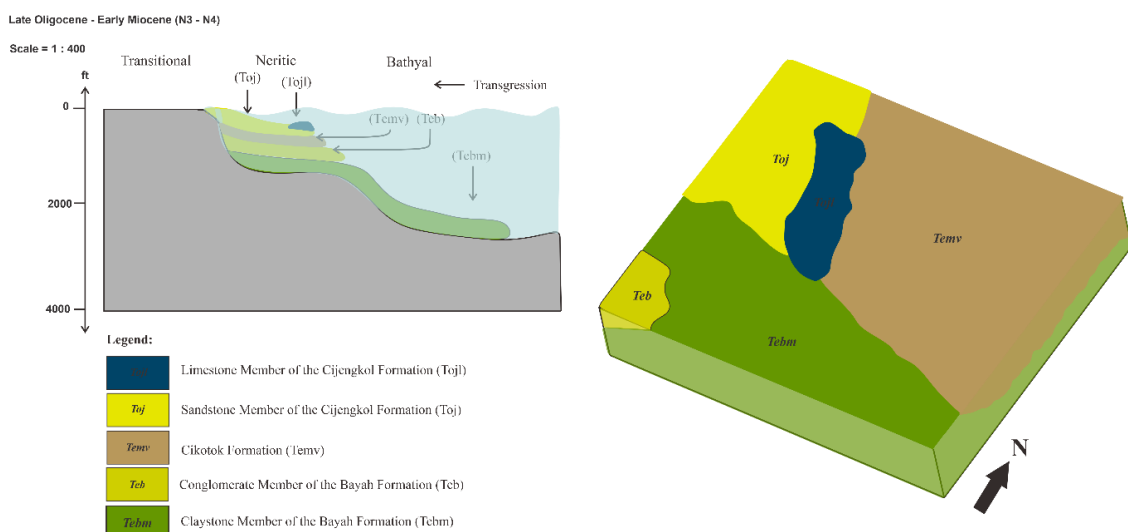 Late Oligocene - Early Miocene (N3 - N4)
Scale = 1 : 400
Transitional Neritic Bathyal
ft
(Toj) (Tojl)
Transgression
0
(Temv) (Teb)
(Tebm)
2000
4000
Legend:
Limestone Member of the Cijengkol Formation (Tojl)
Toj Sandstone Member of the Cijengkol Formation (Toj)
Temv Cikotok Formation (Temv)
Teb Conglomerate Member of the Bayah Formation (Teb)
Tebm Claystone Member of the Bayah Formation (Tebm)
Toj
Temv
Teb
Tebm
N